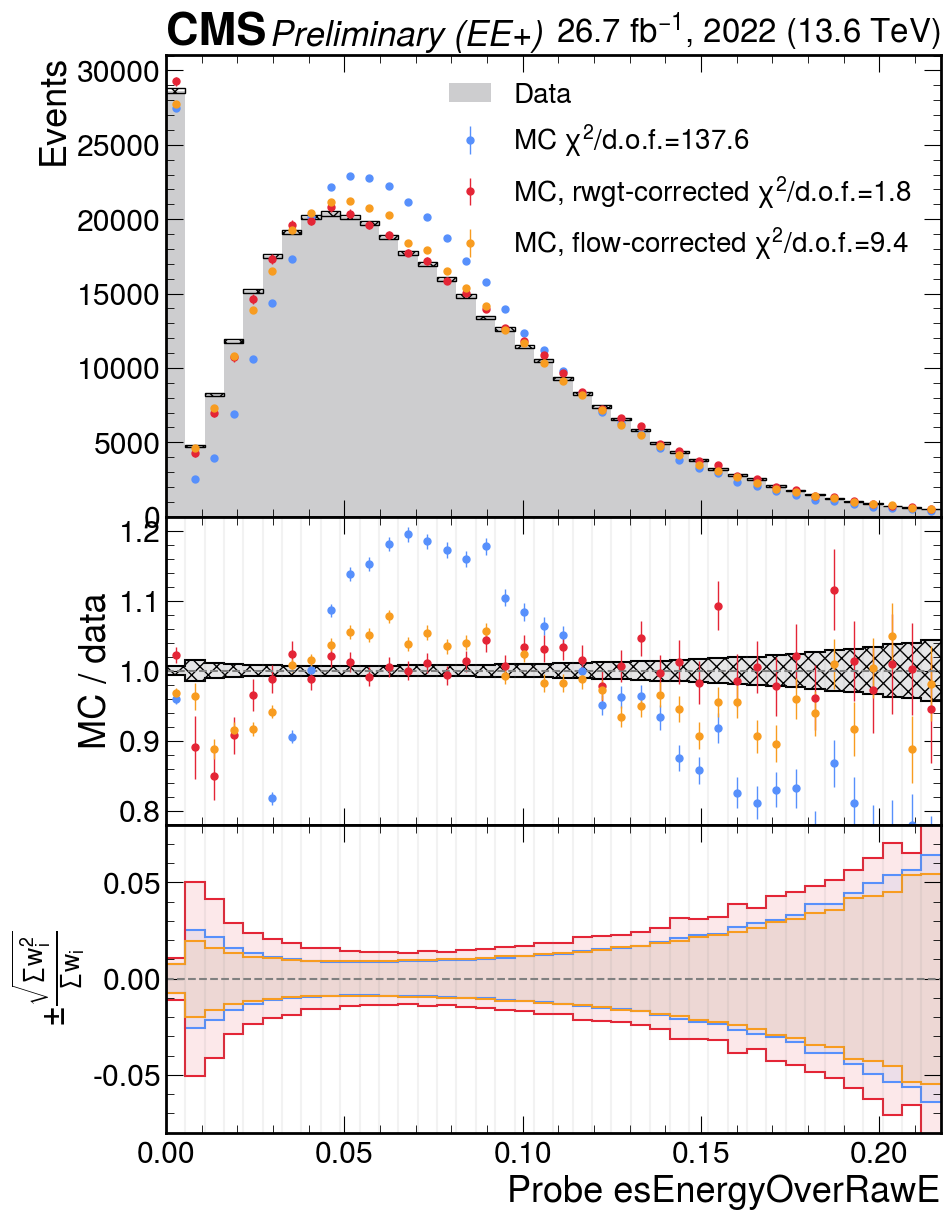 CMS Preliminary (EE+) 26.7 fb⁻¹, 2022 (13.6 TeV)
Events
30000
25000
20000
15000
10000
5000
0
Data
MC χ²/d.o.f.=137.6
MC, rwgt-corrected χ²/d.o.f.=1.8
MC, flow-corrected χ²/d.o.f.=9.4
MC / data
1.2
1.1
1.0
0.9
0.8
±√Σwᵢ²/Σwᵢ
0.05
0.00
-0.05
0.00 0.05 0.10 0.15 0.20
Probe esEnergyOverRawE